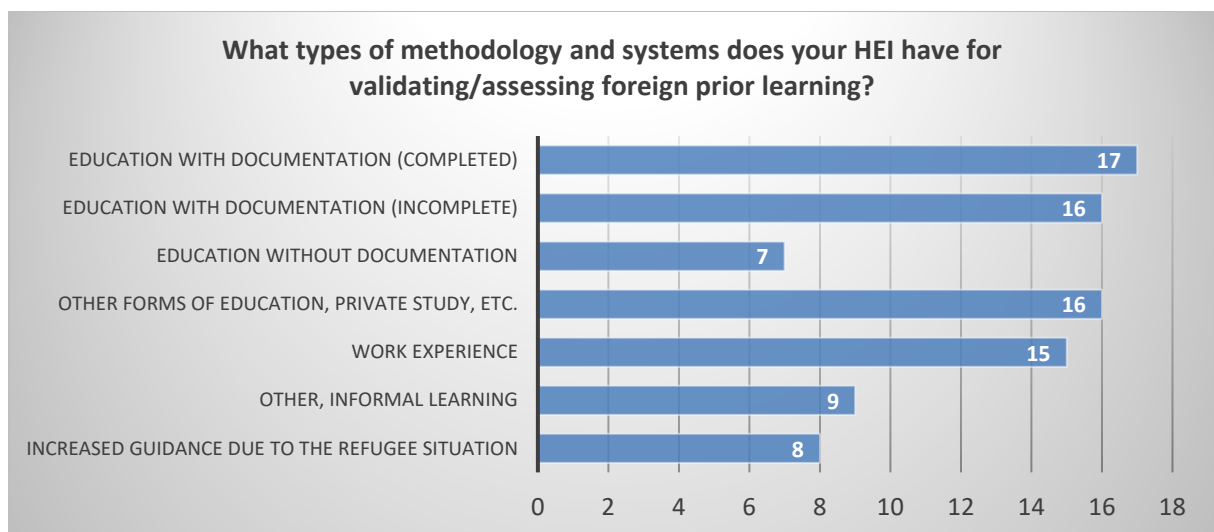 What types of methodology and systems does your HEI have for
validating/assessing foreign prior learning?
EDUCATION WITH DOCUMENTATION (COMPLETED)
17
EDUCATION WITH DOCUMENTATION (INCOMPLETE)
16
EDUCATION WITHOUT DOCUMENTATION
7
OTHER FORMS OF EDUCATION, PRIVATE STUDY, ETC.
16
WORK EXPERIENCE
15
OTHER, INFORMAL LEARNING
9
INCREASED GUIDANCE DUE TO THE REFUGEE SITUATION
8
0 2 4 6 8 10 12 14 16 18